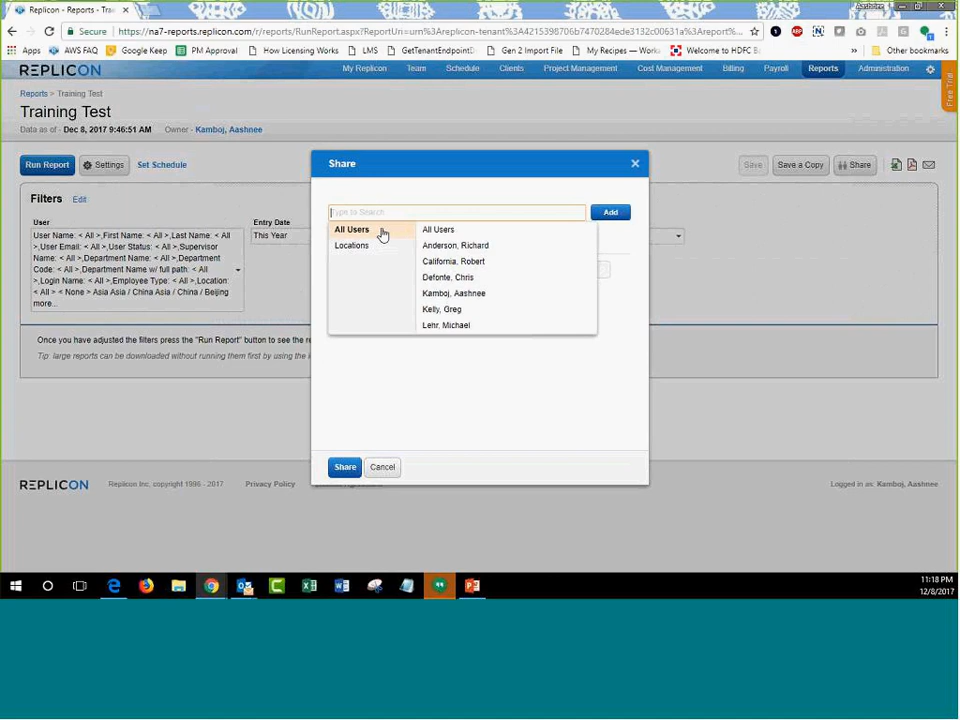 Replicon - Reports - Tra
Secure
https://na7-reports.replicon.com/r/reports/RunReport.aspx?ReportUri=urn%3Areplicon-tenant%3A4215398706b7470284ede3132c00631a%3Areport%...
Apps
AWS FAQ
Google Keep
PM Approval
How Licensing Works
LMS
GetTenantEndpointD
Gen 2 Import File
My Recipes — Works
Welcome to HDFC B
»
Other bookmarks
REPLICON
My Replicon
Team
Schedule
Clients
Project Management
Cost Management
Billing
Payroll
Reports
Administration
Free Trial
Reports > Training Test
Training Test
Data as of - Dec 8, 2017 9:46:51 AM
Owner - Kamboj, Aashnee
Run Report
Settings
Set Schedule
Save
Save a Copy
Share
Filters
Edit
User
User Name: < All >,First Name: < All >,Last Name: < All
>,User Email: < All >,User Status: < All >,Supervisor
Name: < All >,Department Name: < All >,Department
Code: < All >,Department Name w/ full path: < All
>,Login Name: < All >,Employee Type: < All >,Location:
< All > < None > Asia Asia / China Asia / China / Beijing
more...
Entry Date
This Year
Once you have adjusted the filters press the "Run Report" button to see the re
Tip large reports can be downloaded without running them first by using the i
Share
Type to Search
Add
All Users
Locations
All Users
Anderson, Richard
California, Robert
Defonte, Chris
Kamboj, Aashnee
Kelly, Greg
Lehr, Michael
Share
Cancel
REPLICON
Replicon Inc. copyright 1996 - 2017
Privacy Policy
Logged in as: Kamboj, Aashnee
11:18 PM
12/8/2017